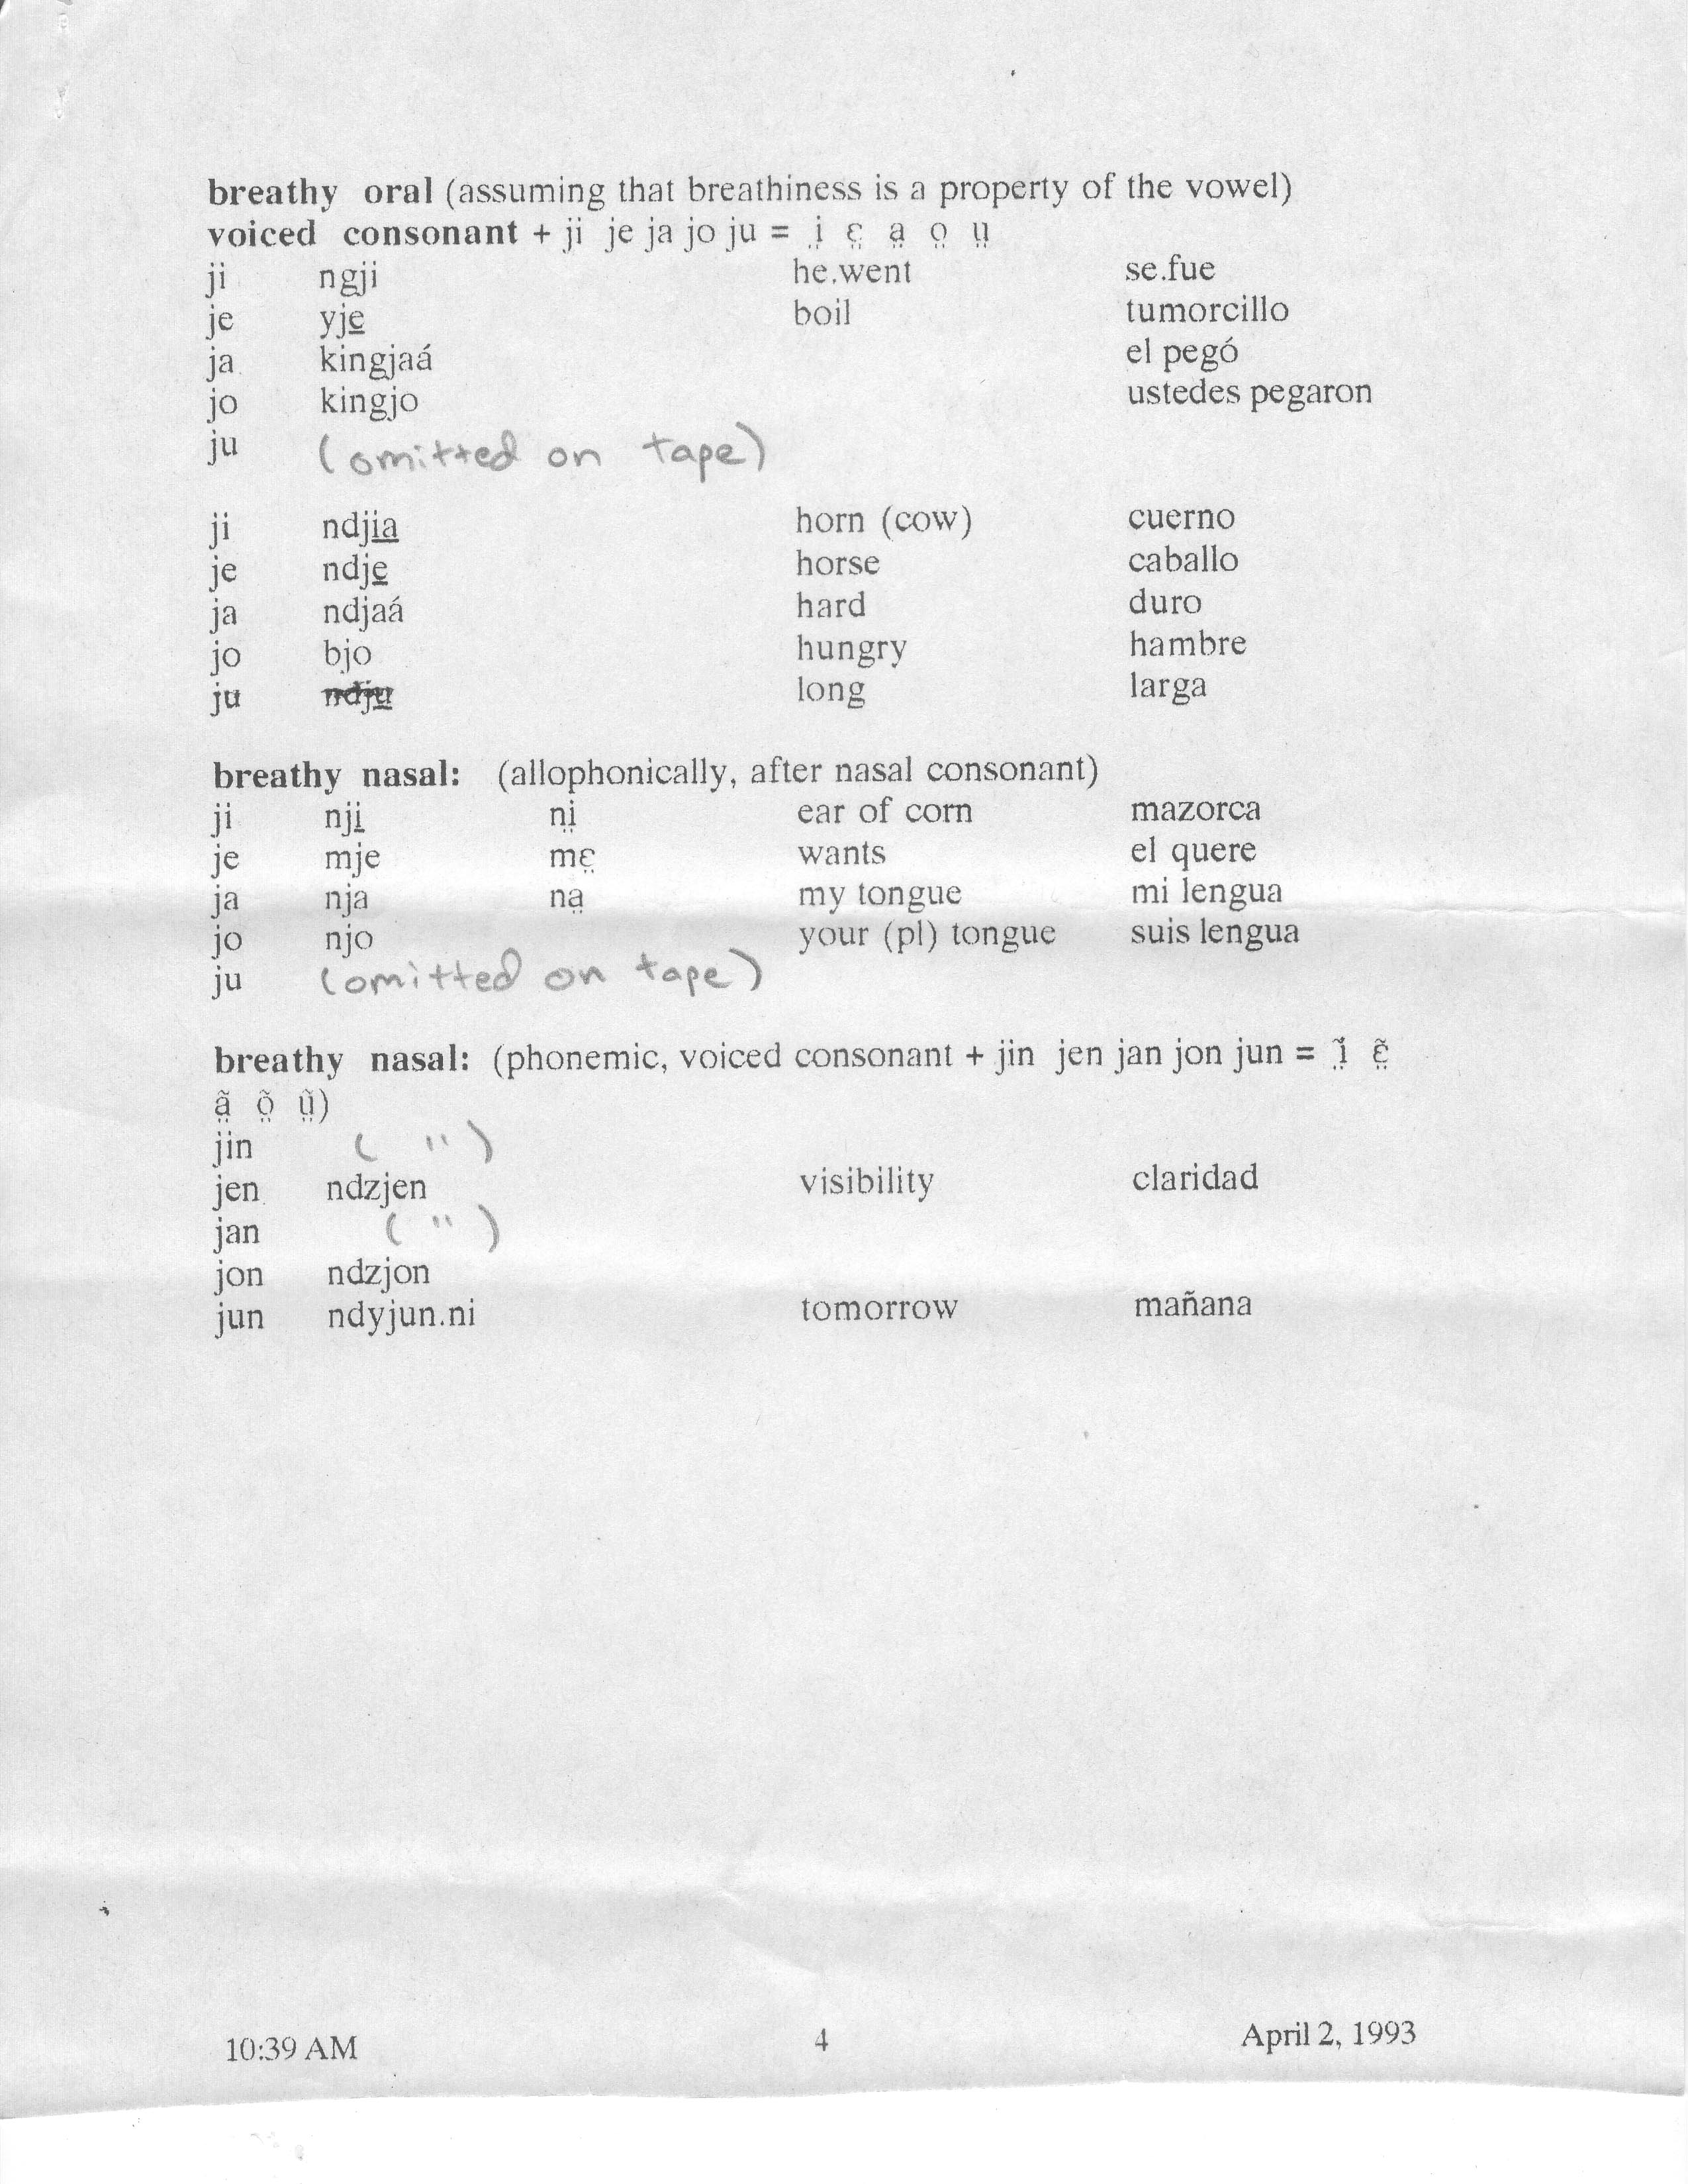 breathy oral (assuming that breathiness is a property of the vowel)
voiced consonant + ji je ja jo ju = i̤ ɛ̤ a̤ o̤ ṳ
ji ngji he.went se.fue
je yje̲ boil tumorcillo
ja kingjaá el pegó
jo kingjo ustedes pegaron
ju (omitted on tape)
ji ndji̲a̲ horn (cow) cuerno
je ndje̲ horse caballo
ja ndjaá hard duro
jo bjo hungry hambre
ju ndju̲ long larga
breathy nasal: (allophonically, after nasal consonant)
ji nji̲ ni̤ ear of corn mazorca
je mje mɛ̤ wants el quere
ja nja na̤ my tongue mi lengua
jo njo your (pl) tongue suis lengua
ju (omitted on tape)
breathy nasal: (phonemic, voiced consonant + jin jen jan jon jun = ĩ̤ ɛ̤̃
ã̤ õ̤ ṳ̃)
jin ( " )
jen ndzjen visibility claridad
jan ( " )
jon ndzjon
jun ndyjun.ni tomorrow mañana
10:39 AM 4 April 2, 1993